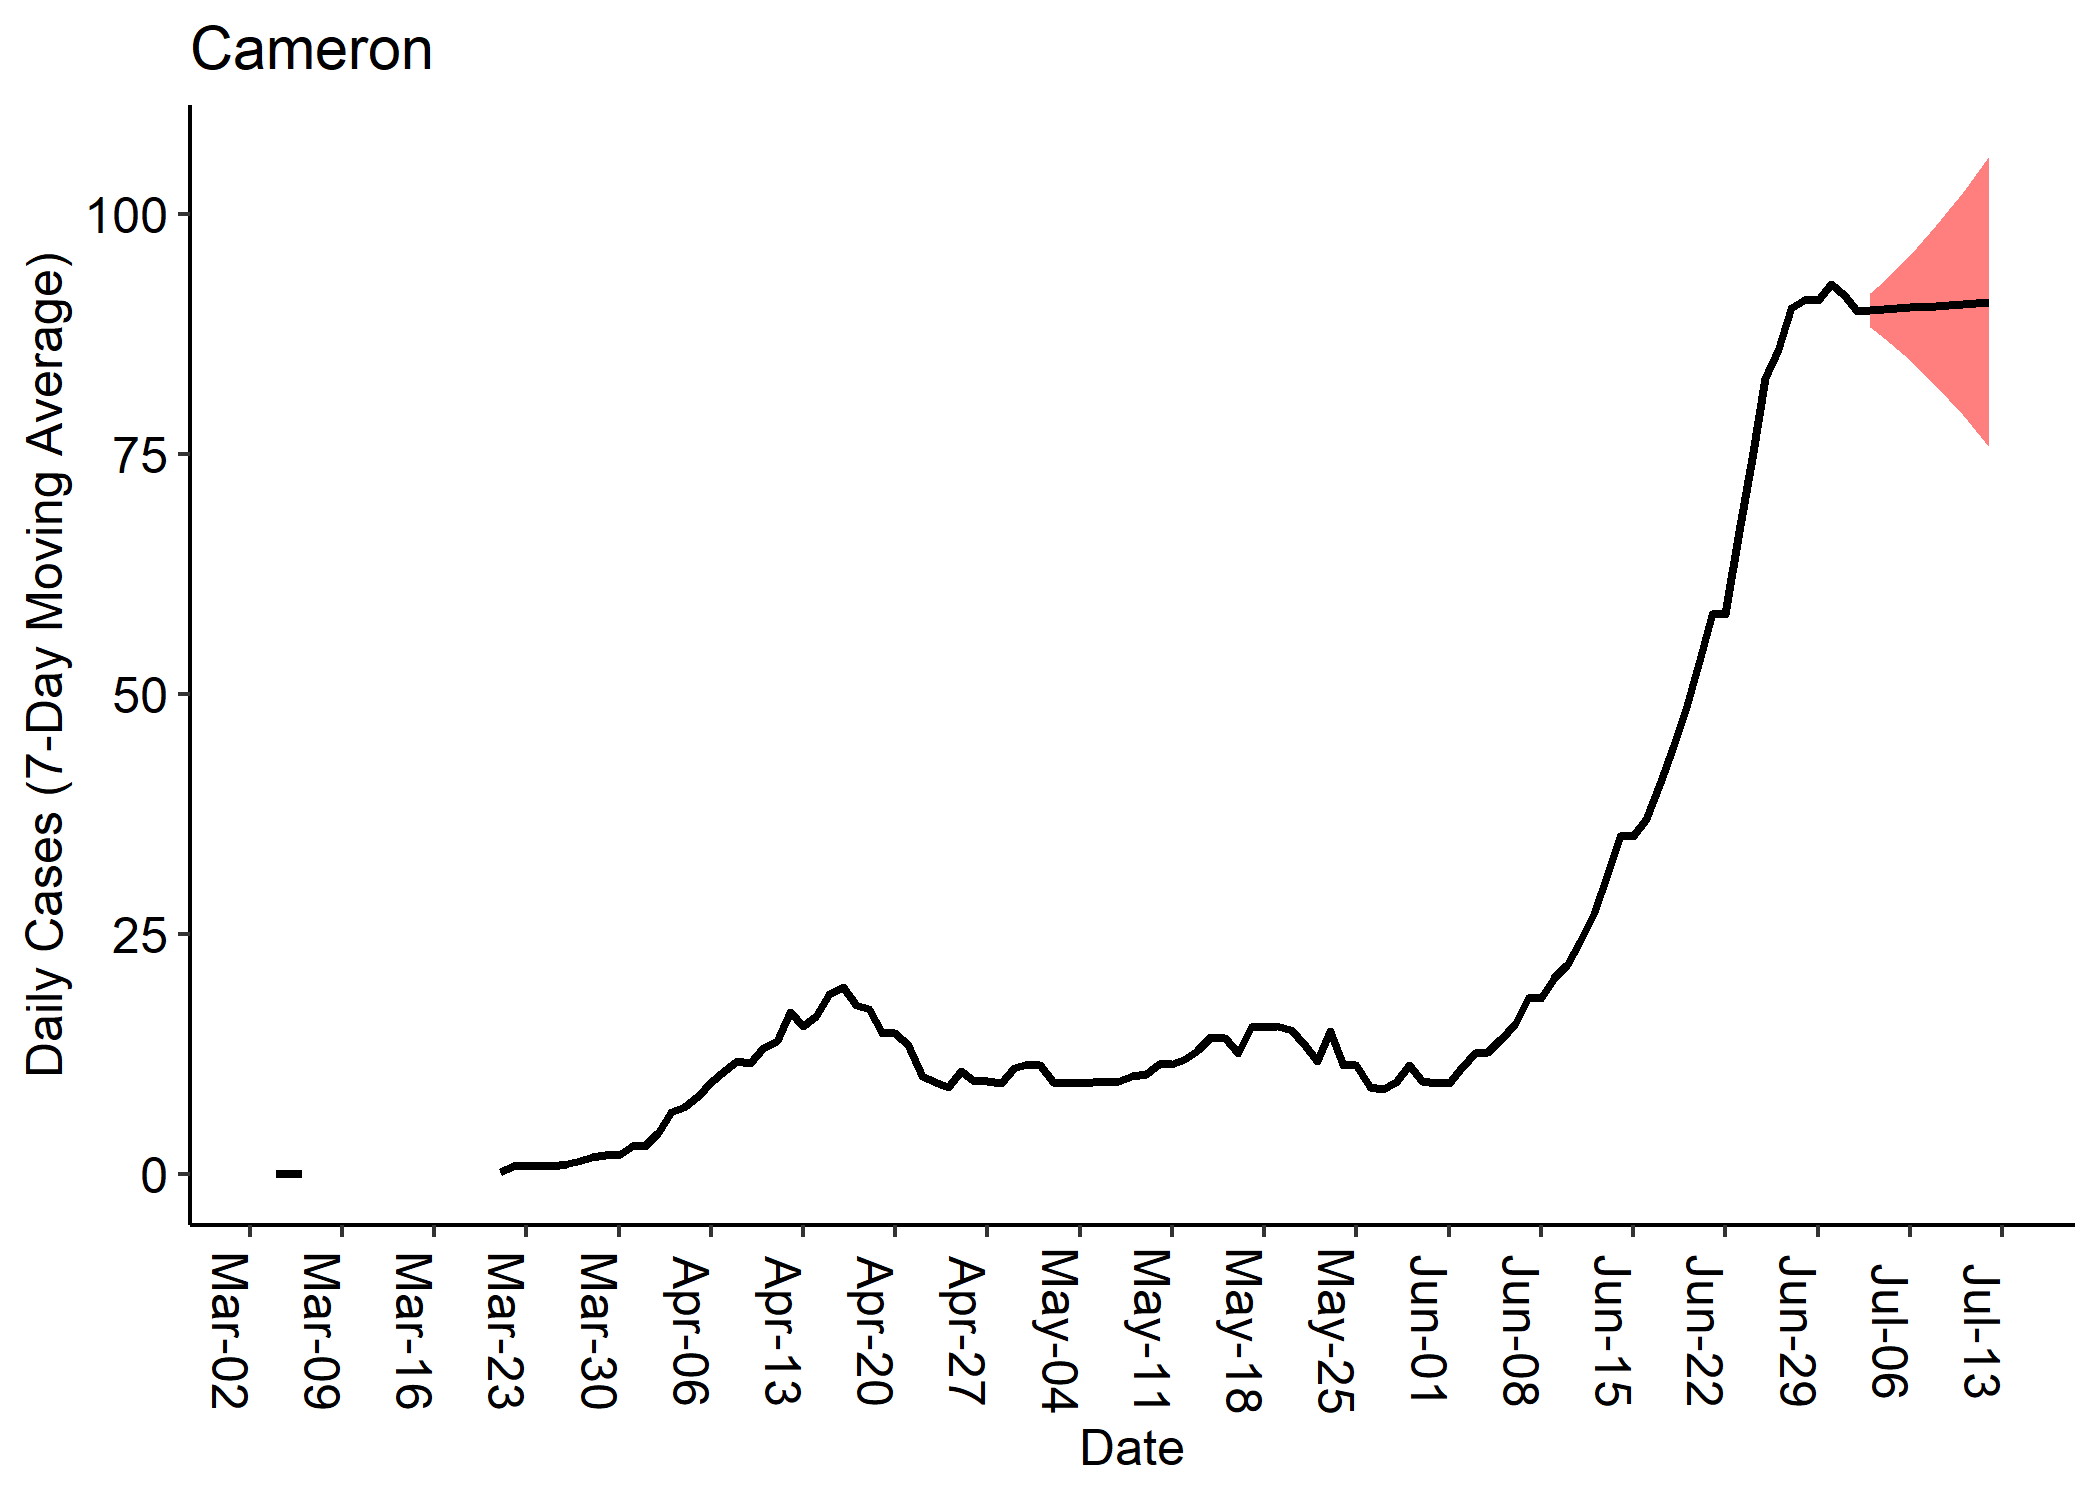 Cameron
Daily Cases (7-Day Moving Average)
100
75
50
25
0
Mar-02
Mar-09
Mar-16
Mar-23
Mar-30
Apr-06
Apr-13
Apr-20
Apr-27
May-04
May-11
May-18
May-25
Jun-01
Jun-08
Jun-15
Jun-22
Jun-29
Jul-06
Jul-13
Date